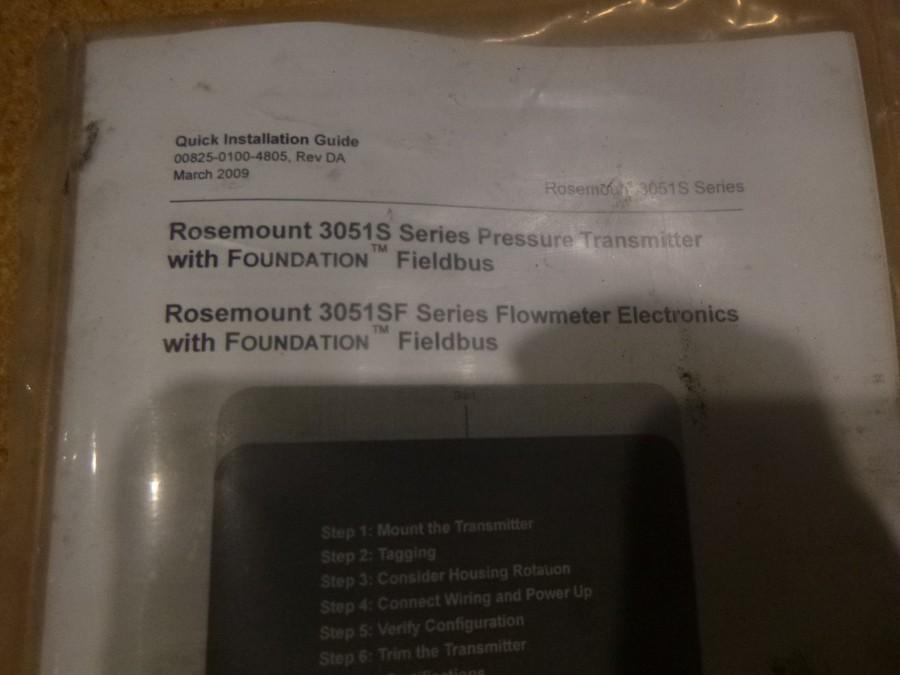 Quick Installation Guide
00825-0100-4805, Rev DA
March 2009
Rosemount 3051S Series
Rosemount 3051S Series Pressure Transmitter
with FOUNDATION™ Fieldbus
Rosemount 3051SF Series Flowmeter Electronics
with FOUNDATION™ Fieldbus
Start
Step 1: Mount the Transmitter
Step 2: Tagging
Step 3: Consider Housing Rotation
Step 4: Connect Wiring and Power Up
Step 5: Verify Configuration
Step 6: Trim the Transmitter